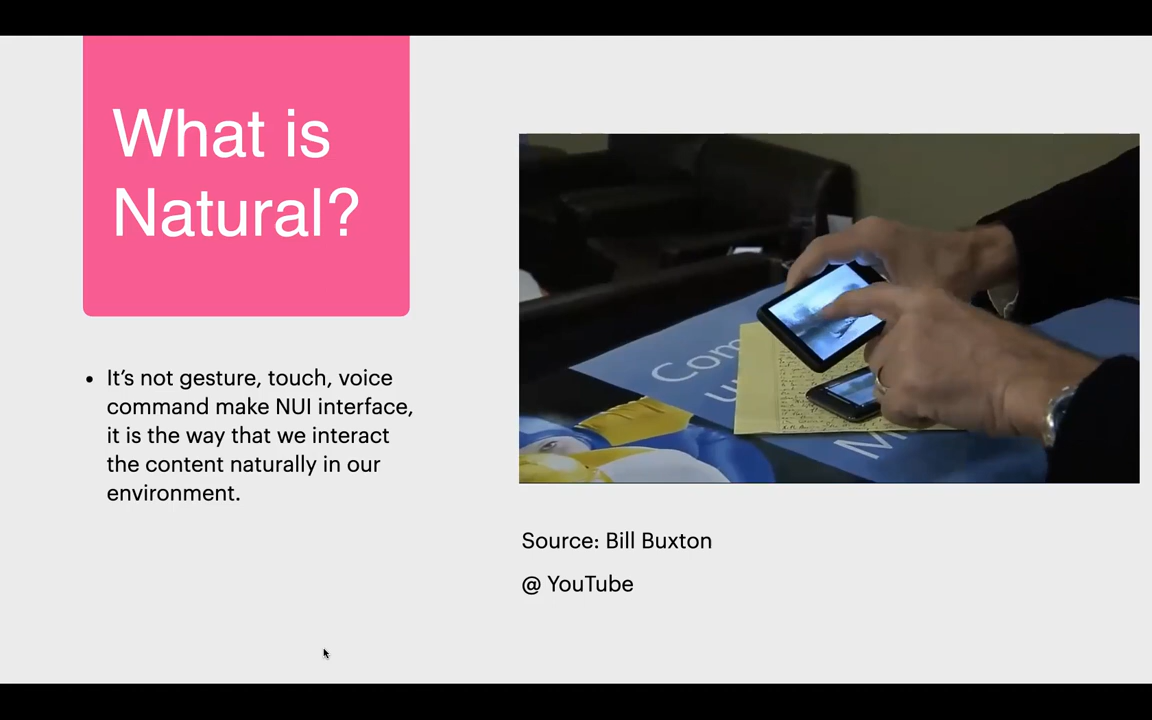 What is
Natural?
• It’s not gesture, touch, voice
command make NUI interface,
it is the way that we interact
the content naturally in our
environment.
Com
M
Source: Bill Buxton
@ YouTube